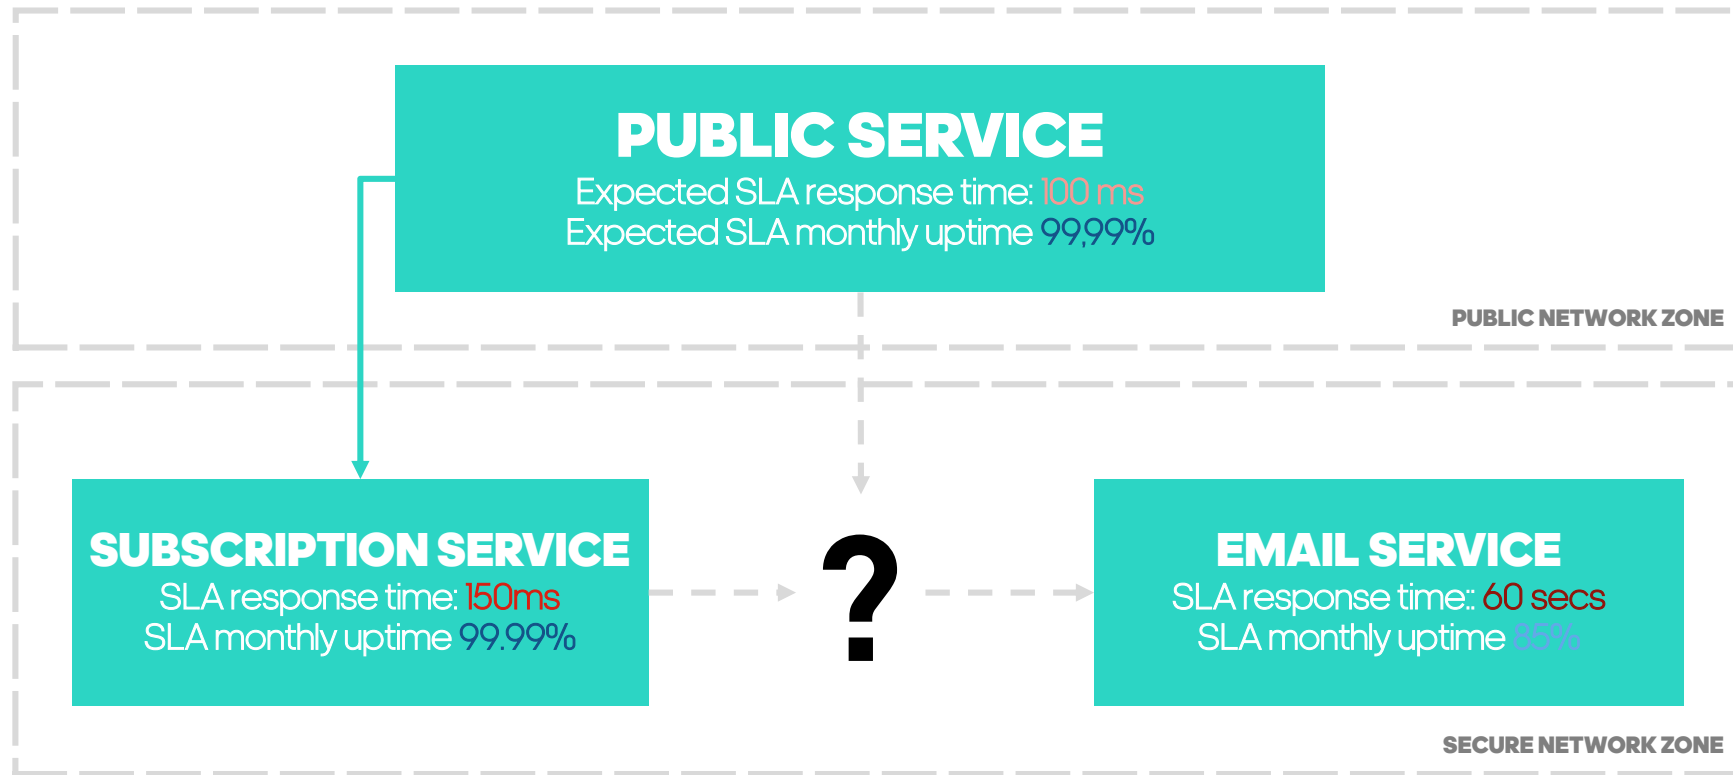 PUBLIC SERVICE
Expected SLA response time: 100 ms
Expected SLA monthly uptime 99,99%
PUBLIC NETWORK ZONE
SUBSCRIPTION SERVICE
SLA response time: 150ms
SLA monthly uptime 99.99%
?
EMAIL SERVICE
SLA response time:: 60 secs
SLA monthly uptime 85%
SECURE NETWORK ZONE